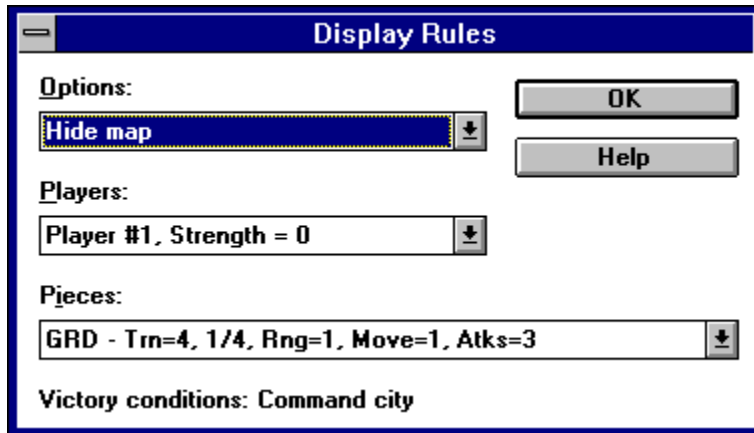 Display Rules
Options:
OK
Hide map
Help
Players:
Player #1, Strength = 0
Pieces:
GRD - Trn=4, 1/4, Rng=1, Move=1, Atks=3
Victory conditions: Command city